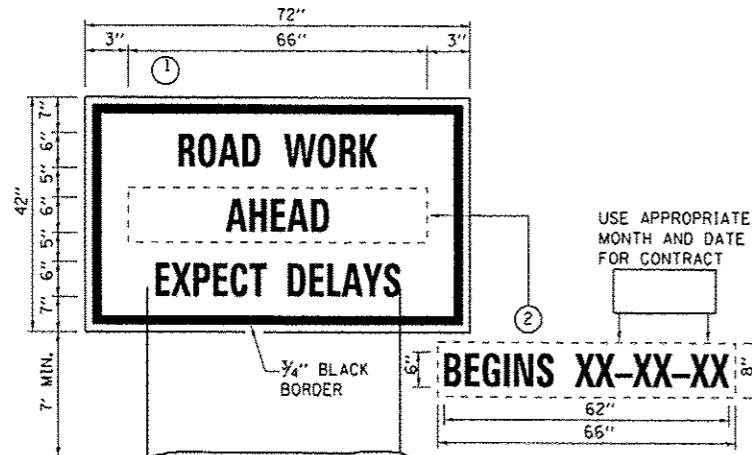 72"
3" 66" 3"
1
7"
6"
5"
6"
5"
6"
7"
42"
7' MIN.
ROAD WORK
AHEAD
EXPECT DELAYS
3/4" BLACK
BORDER
USE APPROPRIATE
MONTH AND DATE
FOR CONTRACT
2
6"
BEGINS XX-XX-XX
8"
62"
66"